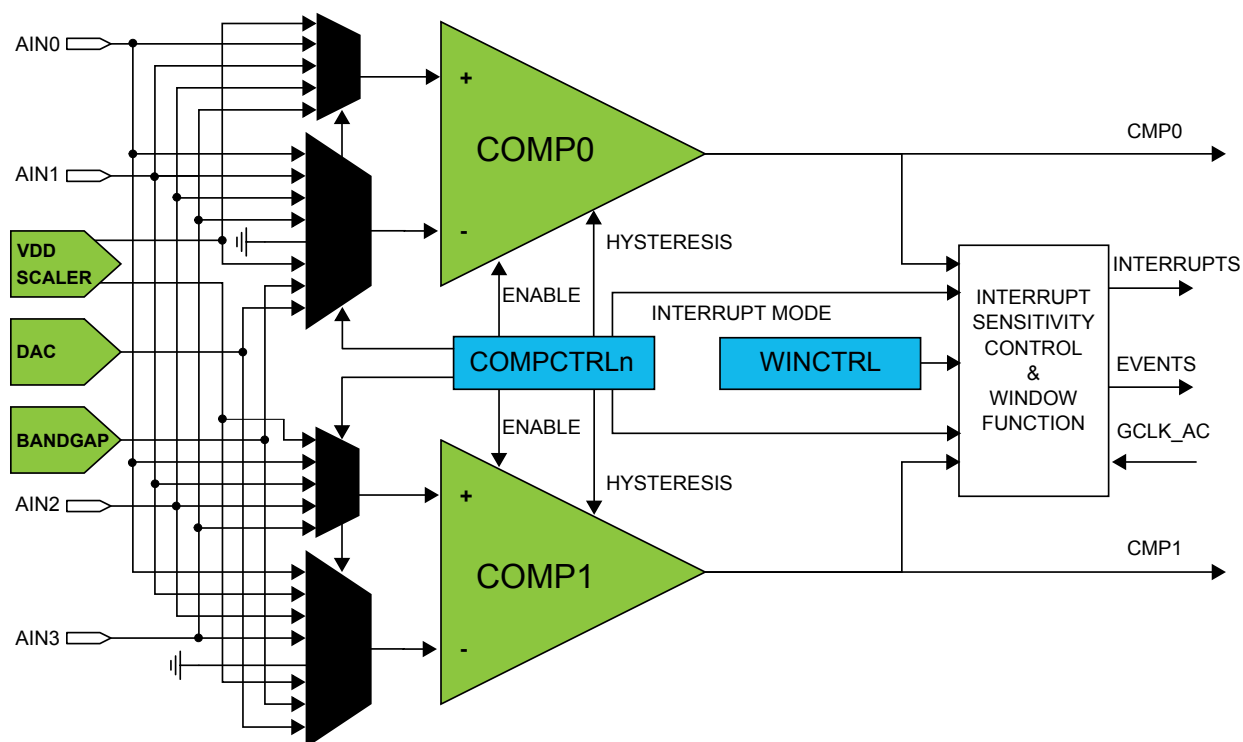 AIN0
+
COMP0
CMP0
AIN1
-
HYSTERESIS
VDD
SCALER
INTERRUPTS
ENABLE
INTERRUPT MODE
INTERRUPT
SENSITIVITY
CONTROL
&
WINDOW
FUNCTION
DAC
COMPCTRLn
WINCTRL
EVENTS
BANDGAP
ENABLE
GCLK_AC
HYSTERESIS
AIN2
+
COMP1
CMP1
AIN3
-